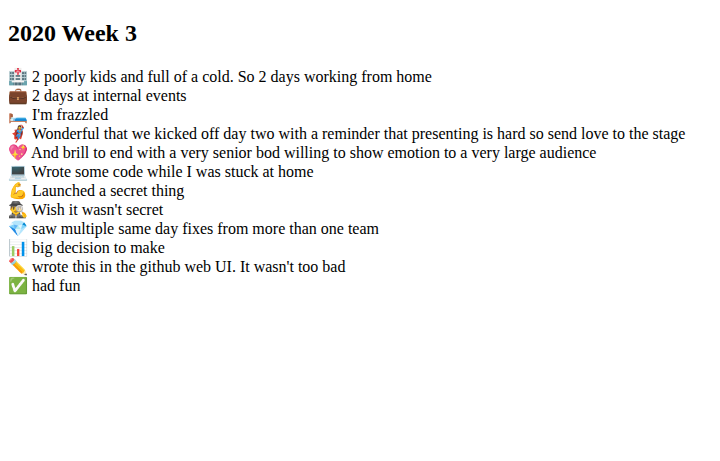 2020 Week 3
🏥 2 poorly kids and full of a cold. So 2 days working from home
💼 2 days at internal events
🛏️ I'm frazzled
🦸 Wonderful that we kicked off day two with a reminder that presenting is hard so send love to the stage
💖 And brill to end with a very senior bod willing to show emotion to a very large audience
💻 Wrote some code while I was stuck at home
💪 Launched a secret thing
🕵️ Wish it wasn't secret
💎 saw multiple same day fixes from more than one team
📊 big decision to make
✏️ wrote this in the github web UI. It wasn't too bad
✅ had fun